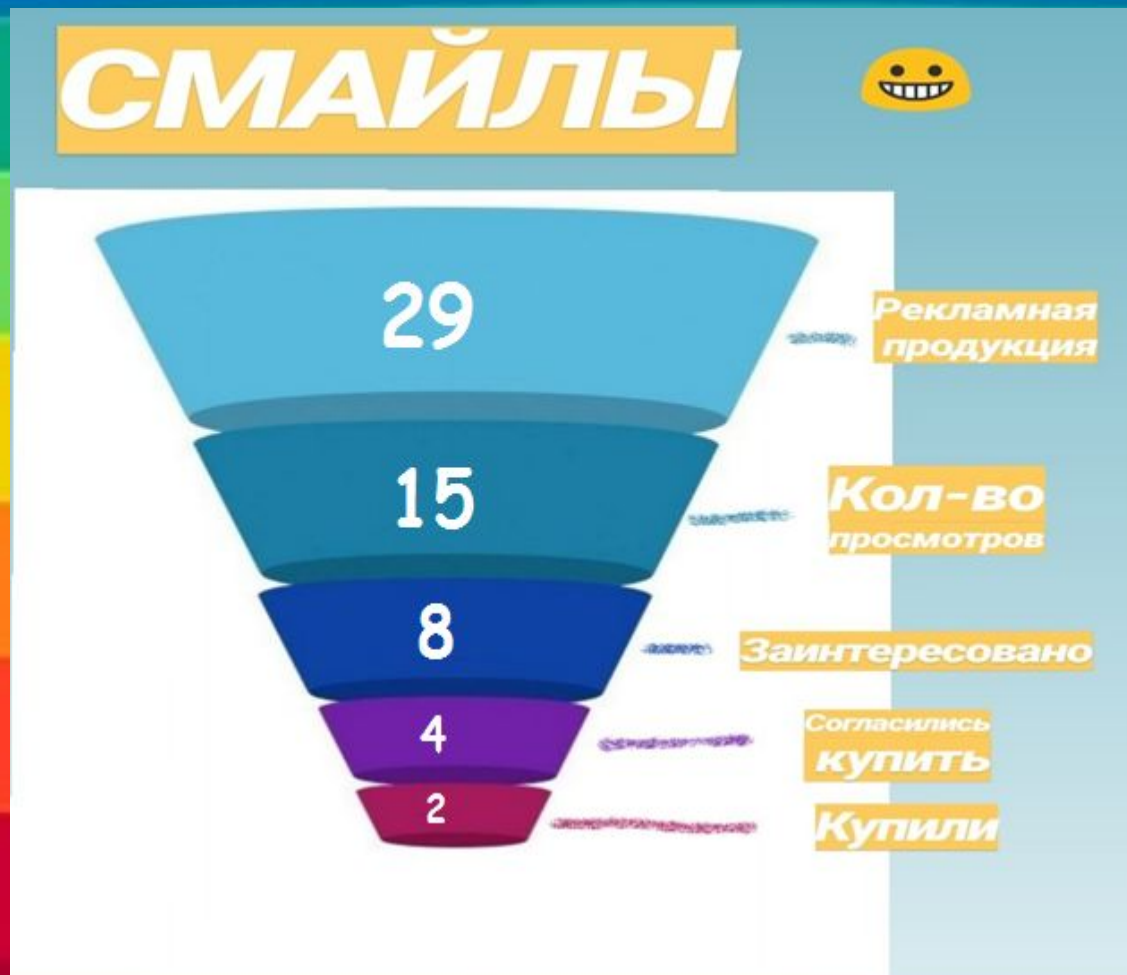 СМАЙЛЫ
29
Рекламная
продукция
15
Кол-во
просмотров
8
Заинтересовано
4
Согласились
купить
2
Купили